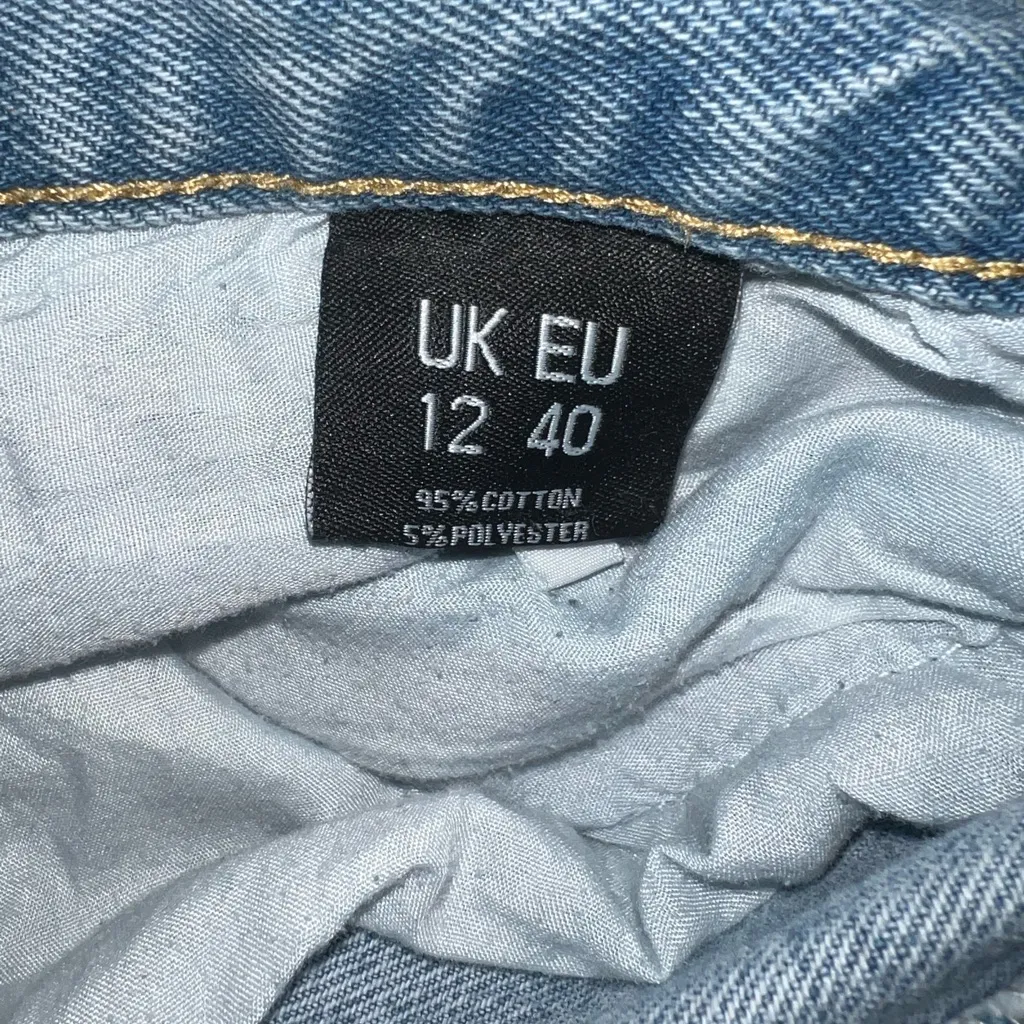 UK EU
12 40
95%COTTON
5%POLYESTER